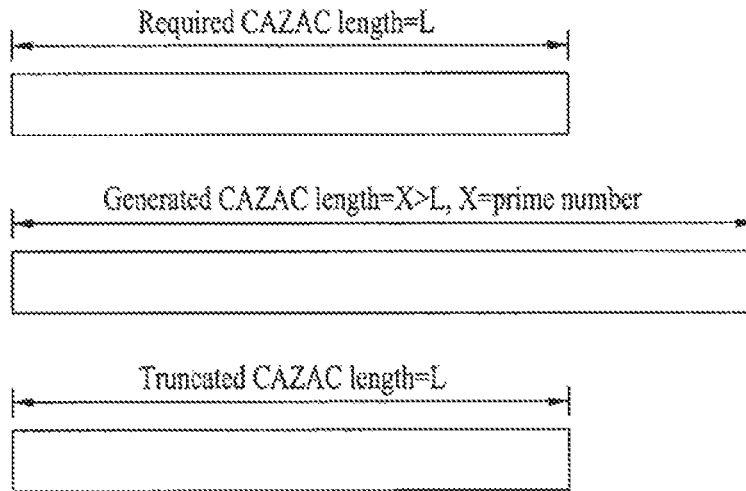 Required CAZAC length=L
Generated CAZAC length=X>L, X=prime number
Truncated CAZAC length=L